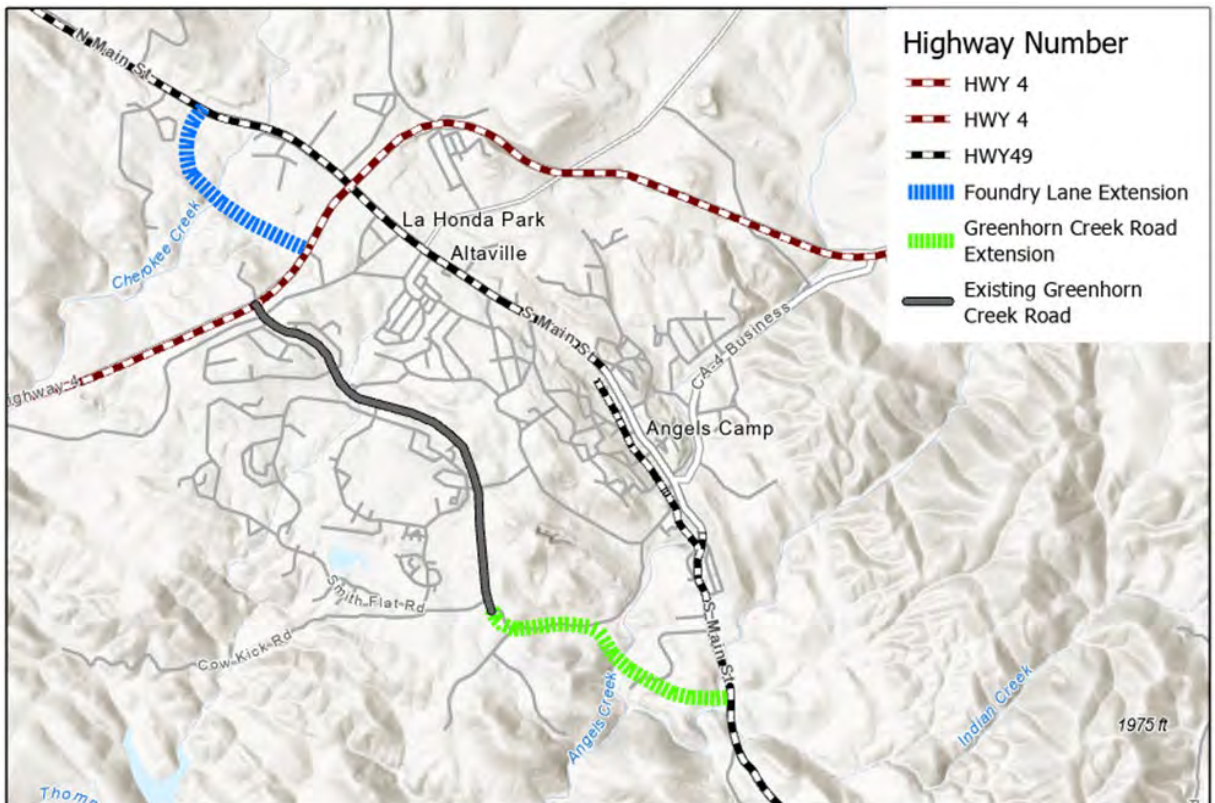 Highway Number
HWY 4
HWY 4
HWY49
Foundry Lane Extension
Greenhorn Creek Road
Extension
Existing Greenhorn
Creek Road
N Main St
Cherokee Creek
La Honda Park
Altaville
S Main St
CA-4 Business
ighway 4
Angels Camp
Smith Flat Rd
Cow Kick Rd
S Main St
Angels Creek
Indian Creek
1975 ft
Thom